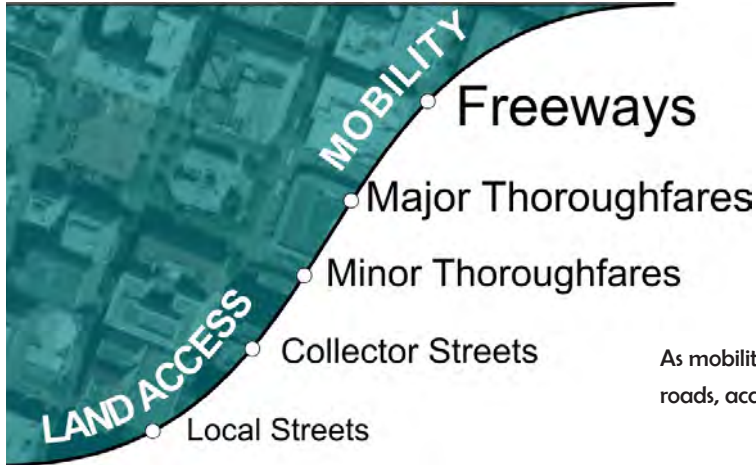 MOBILITY
Freeways
Major Thoroughfares
Minor Thoroughfares
LAND ACCESS
Collector Streets
Local Streets
As mobilit
roads, acc